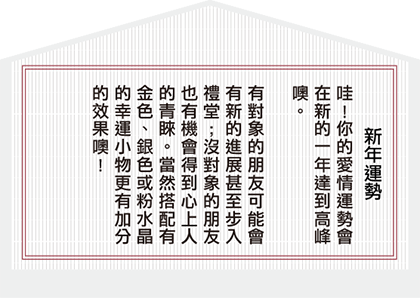 新年運勢
哇！你的愛情運勢會
在新的一年達到高峰
噢。
有對象的朋友可能會
有新的進展甚至步入
禮堂；沒對象的朋友
也有機會得到心上人
的青睞。當然搭配有
金色、銀色或粉水晶
的幸運小物更有加分
的效果噢！